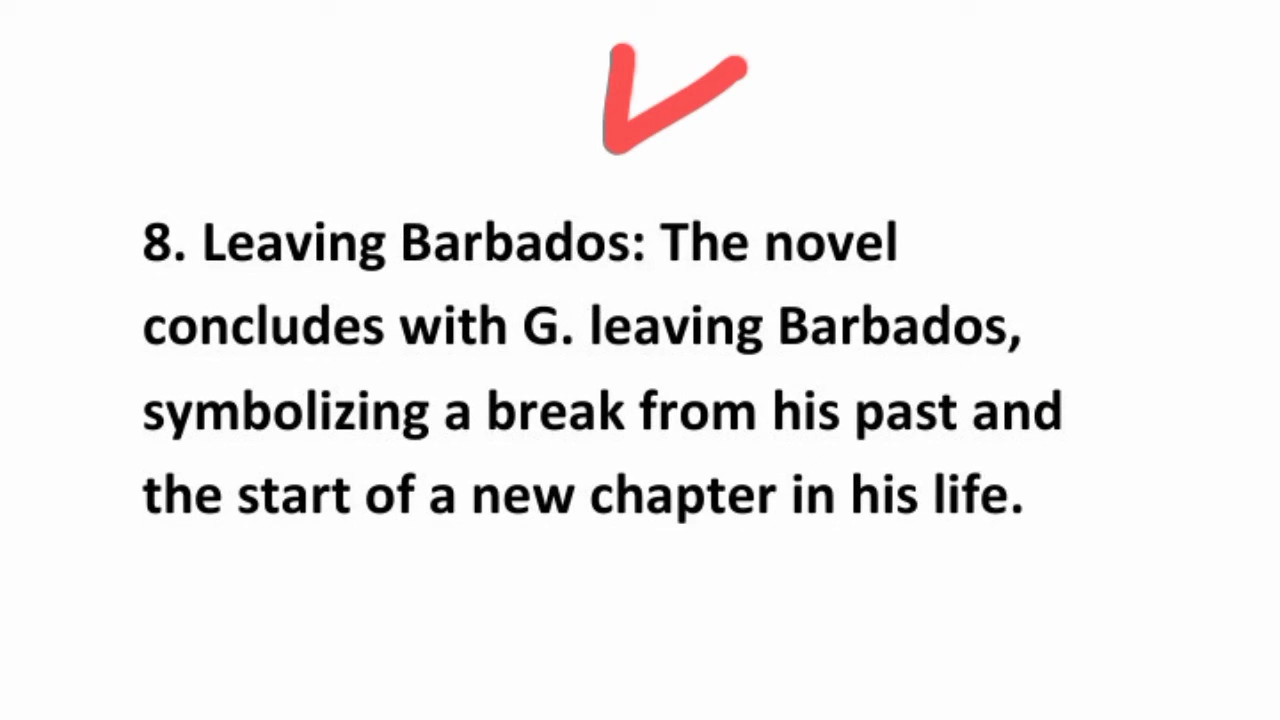 8. Leaving Barbados: The novel
concludes with G. leaving Barbados,
symbolizing a break from his past and
the start of a new chapter in his life.